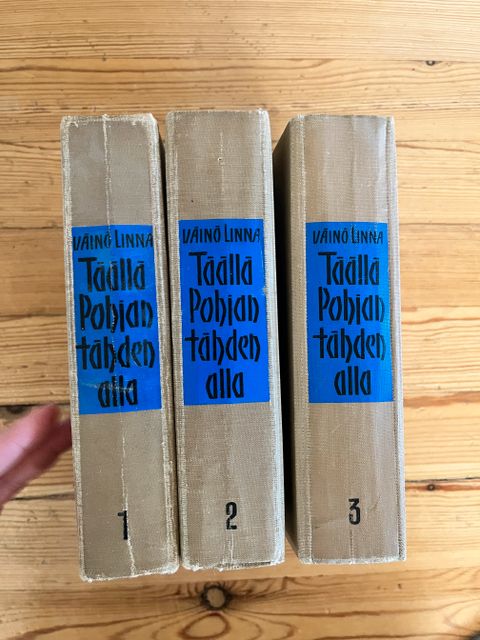 VÄINÖ LINNA
Täällä
Pohjan
tähden
alla
1
VÄINÖ LINNA
Täällä
Pohjan
tähden
alla
2
VÄINÖ LINNA
Täällä
Pohjan
tähden
alla
3